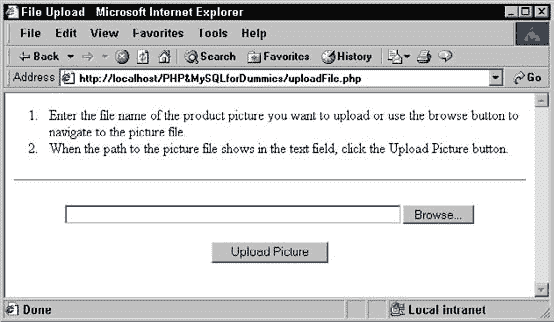 File Upload - Microsoft Internet Explorer
File Edit View Favorites Tools Help
Back Search Favorites History
Address http://localhost/PHP&MySQLforDummies/uploadFile.php Go
1. Enter the file name of the product picture you want to upload or use the browse button to
navigate to the picture file.
2. When the path to the picture file shows in the text field, click the Upload Picture button.
Browse...
Upload Picture
Done Local intranet